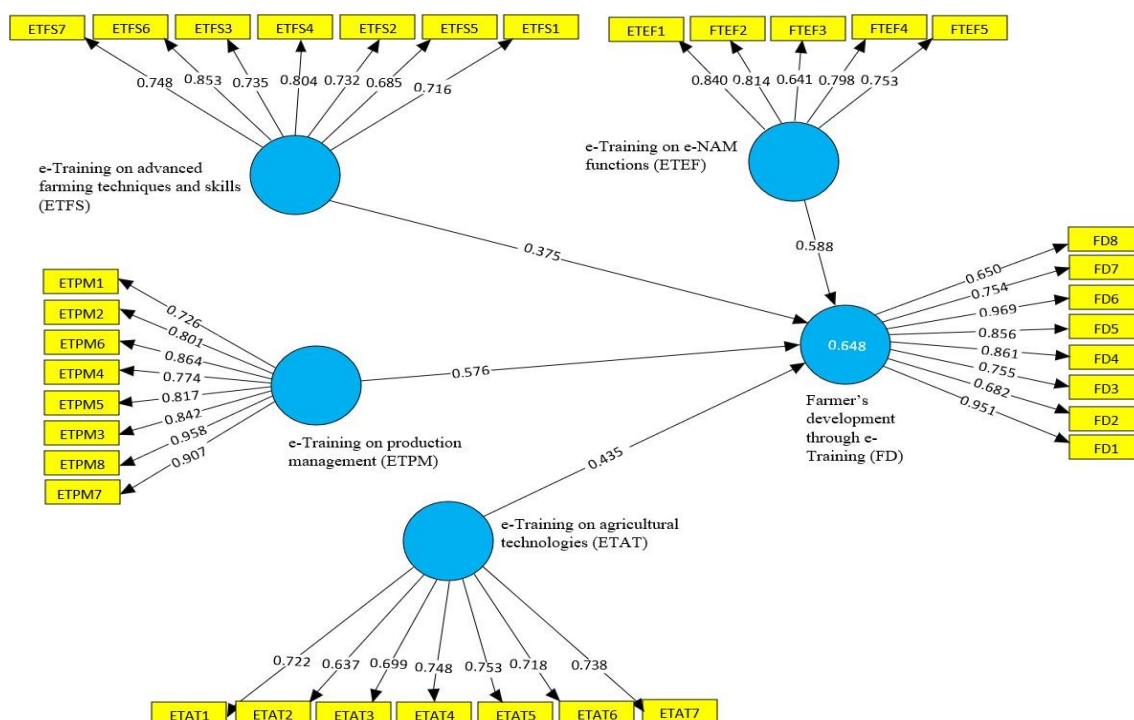 ETFS7 ETFS6 ETFS3 ETFS4 ETFS2 ETFS5 ETFS1
0.748 0.853 0.735 0.804 0.732 0.685 0.716
e-Training on advanced
farming techniques and skills
(ETFS)
ETEF1 FTEF2 FTEF3 FTEF4 FTEF5
0.840 0.814 0.641 0.798 0.753
e-Training on e-NAM
functions (ETEF)
0.375
0.588
ETPM1
ETPM2
ETPM6
ETPM4
ETPM5
ETPM3
ETPM8
ETPM7
0.726
0.801
0.864
0.774
0.817
0.842
0.958
0.907
e-Training on production
management (ETPM)
0.576
0.648
Farmer’s
development
through e-
Training (FD)
0.650
0.754
0.969
0.856
0.861
0.755
0.682
0.951
FD8
FD7
FD6
FD5
FD4
FD3
FD2
FD1
0.435
e-Training on agricultural
technologies (ETAT)
0.722 0.637 0.699 0.748 0.753 0.718 0.738
ETAT1 ETAT2 ETAT3 ETAT4 ETAT5 ETAT6 ETAT7